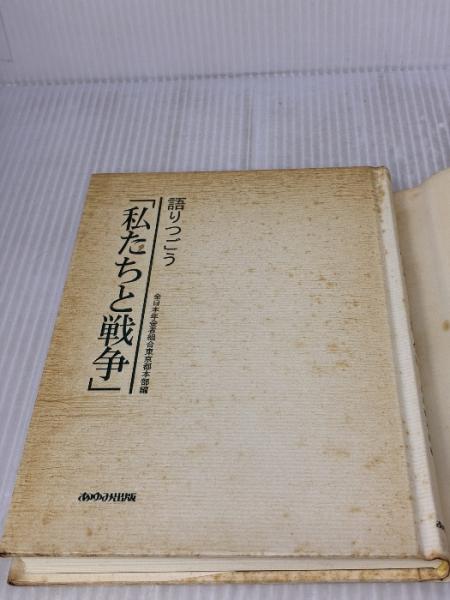 語りつごう
「私たちと戦争」
全日本年金者組合東京都本部編
あゆみ出版